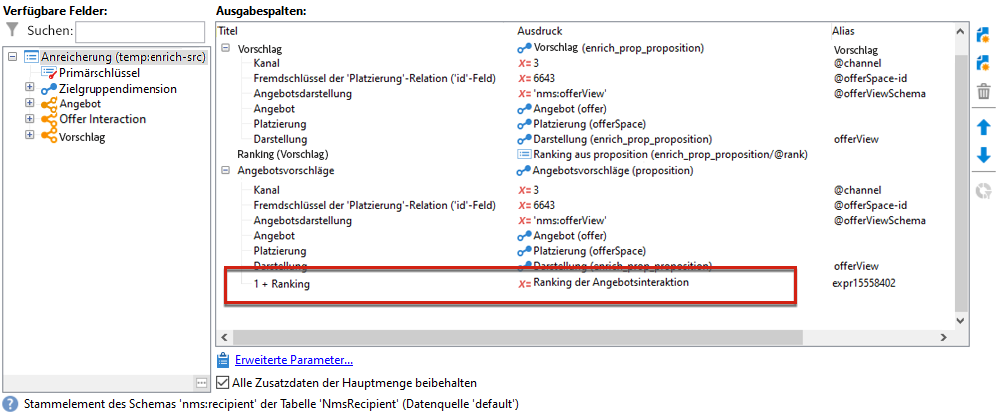 Verfügbare Felder:
Suchen:
Anreicherung (temp:enrich-src)
Primärschlüssel
Zielgruppendimension
Angebot
Offer Interaction
Vorschlag
Ausgabespalten:
Titel Ausdruck Alias
Vorschlag Vorschlag (enrich_prop_proposition) Vorschlag
Kanal X= 3 @channel
Fremdschlüssel der 'Platzierung'-Relation ('id'-Feld) X= 6643 @offerSpace-id
Angebotsdarstellung X= 'nms:offerView' @offerViewSchema
Angebot Angebot (offer)
Platzierung Platzierung (offerSpace)
Darstellung Darstellung (enrich_prop_proposition) offerView
Ranking (Vorschlag) Ranking aus proposition (enrich_prop_proposition/@rank)
Angebotsvorschläge Angebotsvorschläge (proposition)
Kanal X= 3 @channel
Fremdschlüssel der 'Platzierung'-Relation ('id'-Feld) X= 6643 @offerSpace-id
Angebotsdarstellung X= 'nms:offerView' @offerViewSchema
Angebot Angebot (offer)
Platzierung Platzierung (offerSpace)
Darstellung Darstellung (enrich_prop_proposition) offerView
1 + Ranking X= Ranking der Angebotsinteraktion expr15558402
Erweiterte Parameter...
Alle Zusatzdaten der Hauptmenge beibehalten
Stammelement des Schemas 'nms:recipient' der Tabelle 'NmsRecipient' (Datenquelle 'default')